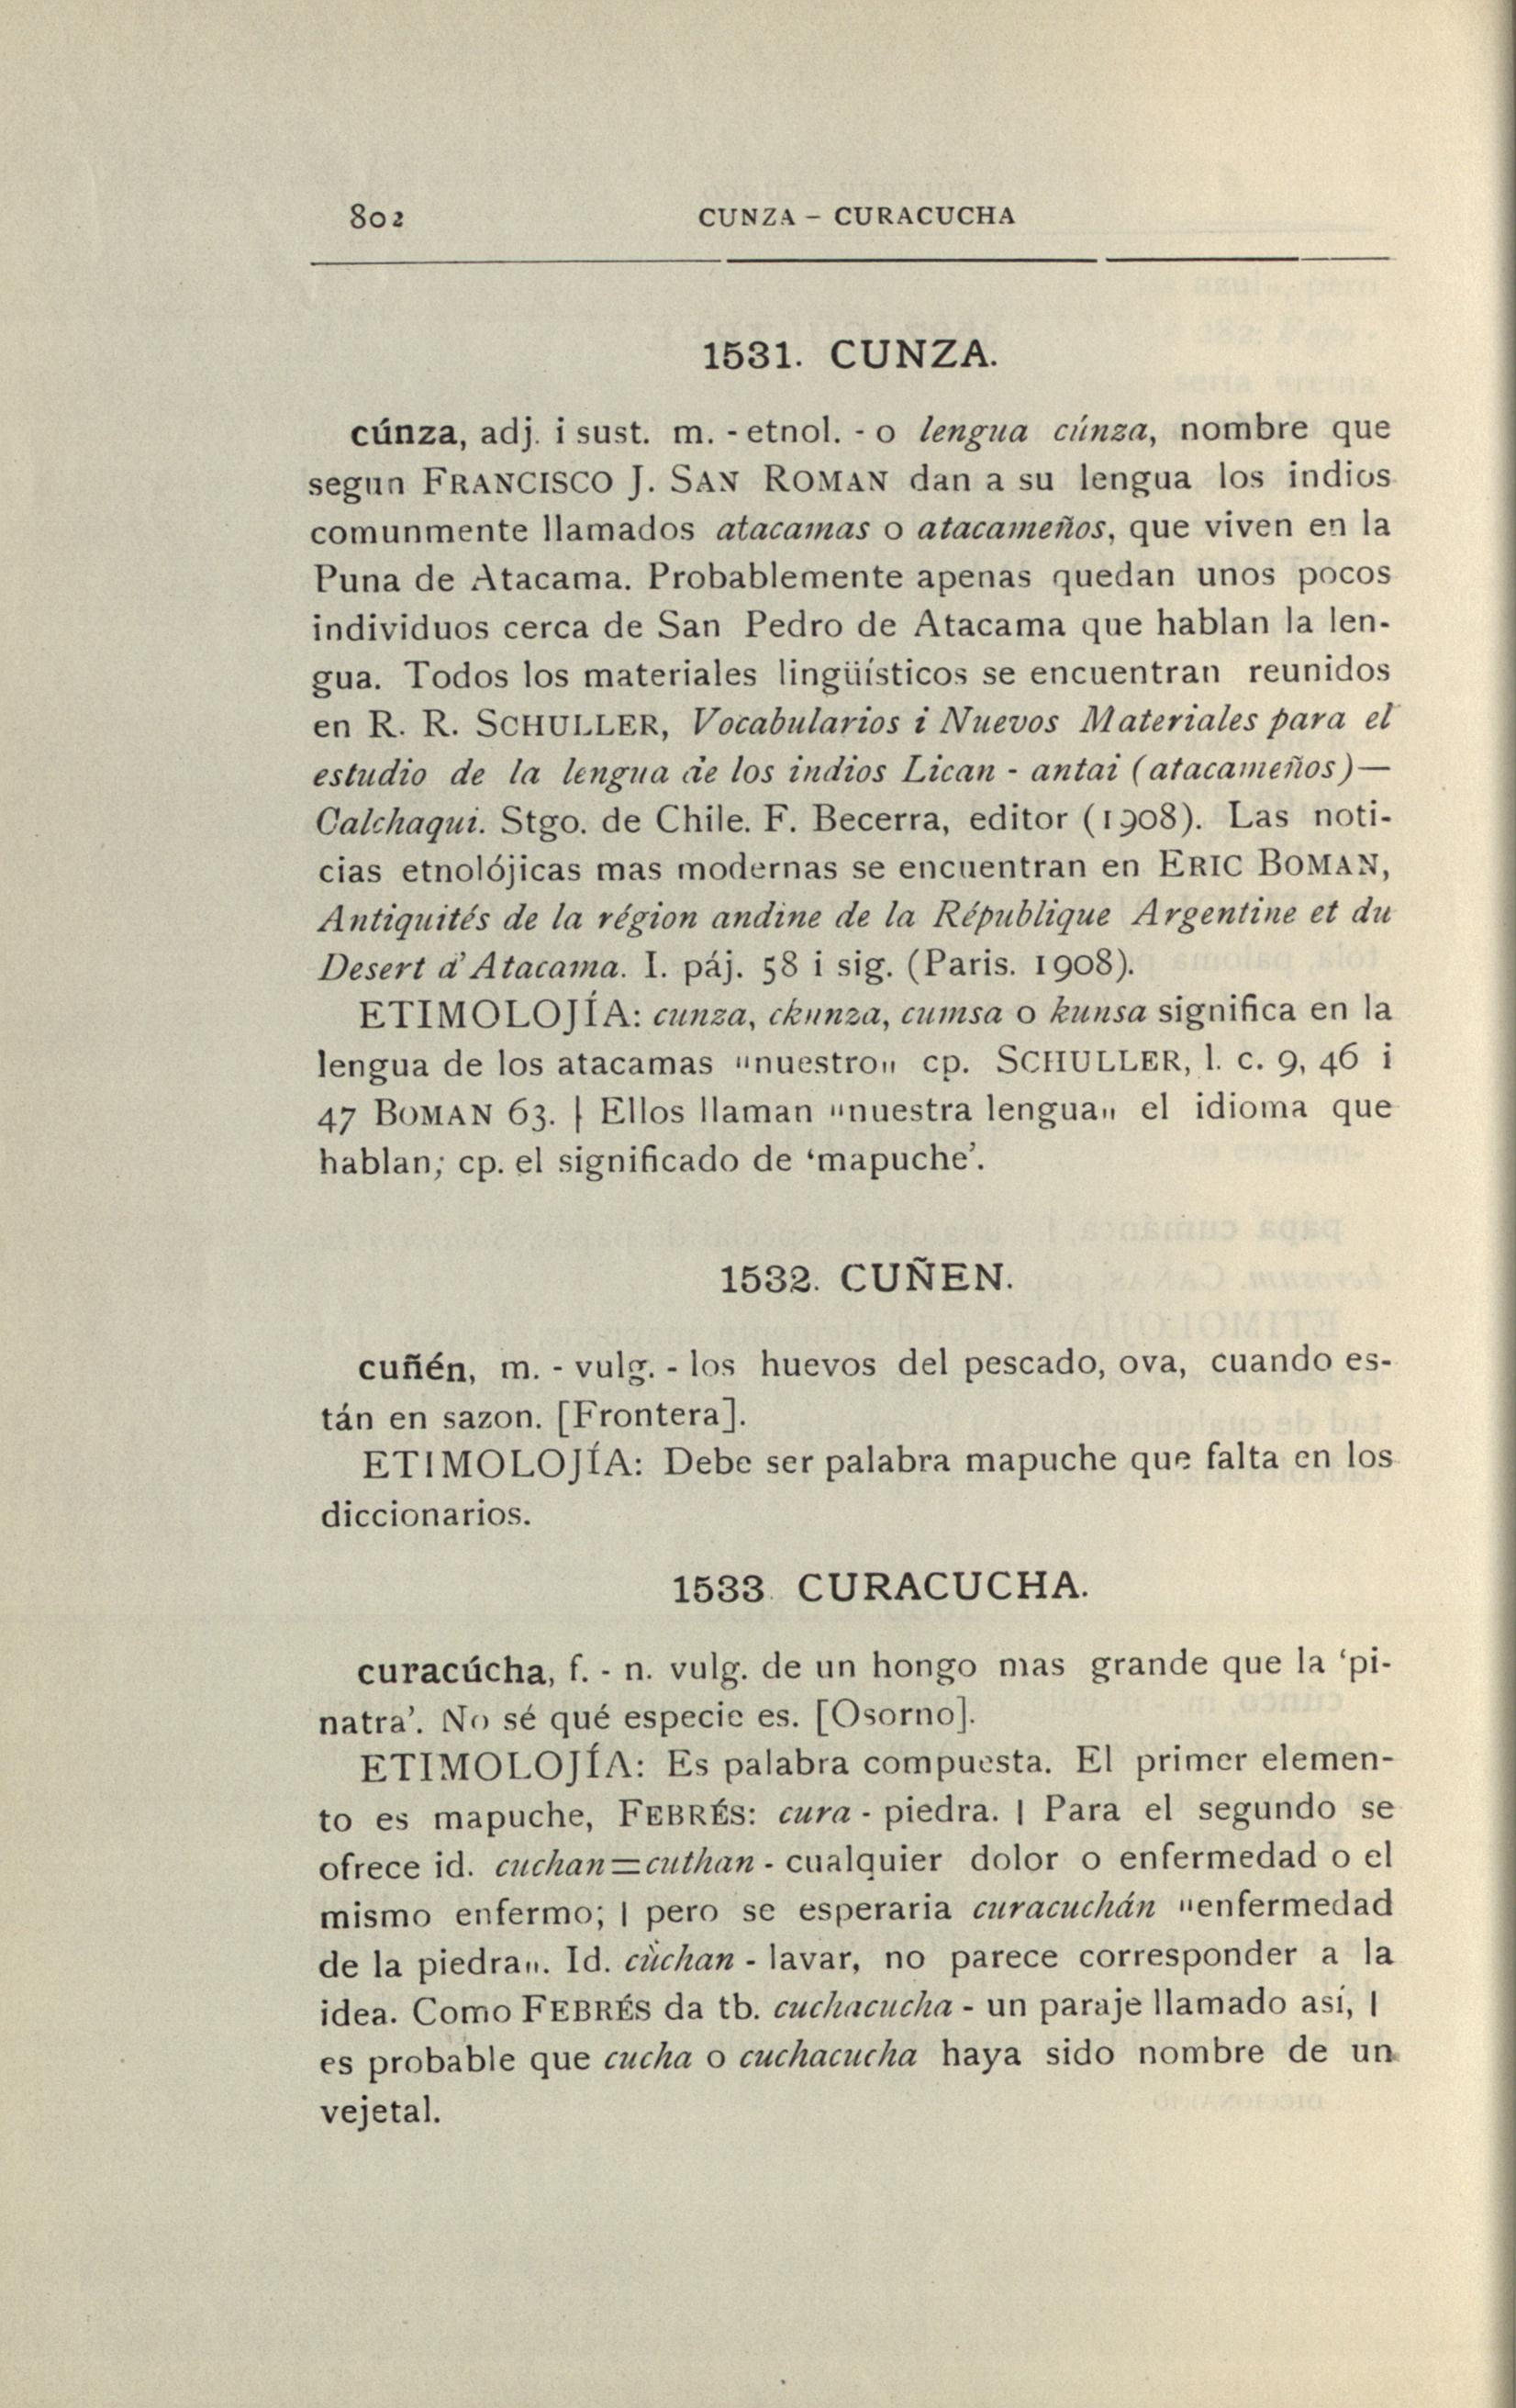 802
CUNZA – CURACUCHA
1531. CUNZA.
cúnza, adj. i sust. m. - etnol. - o lengua cúnza, nombre que
segun FRANCISCO J. SAN ROMAN dan a su lengua los indios
comunmente llamados atacamas o atacameños, que viven en la
Puna de Atacama. Probablemente apenas quedan unos pocos
individuos cerca de San Pedro de Atacama que hablan la len-
gua. Todos los materiales lingüísticos se encuentran reunidos
en R. R. SCHULLER, Vocabularios i Nuevos Materiales para el
estudio de la lengua de los indios Lican - antai (atacameños)—
Calchaqui. Stgo. de Chile. F. Becerra, editor (1908). Las noti-
cias etnolójicas mas modernas se encuentran en ERIC BOMAN,
Antiquités de la région andine de la République Argentine et du
Desert d'Atacama. I. páj. 58 i sig. (Paris. 1908).
ETIMOLOJÍA: cunza, ckunza, cumsa o kunsa significa en la
lengua de los atacamas "nuestro" cp. SCHULLER, l. c. 9, 46 i
47 BOMAN 63. | Ellos llaman "nuestra lengua" el idioma que
hablan; cp. el significado de ‘mapuche’.
1532. CUÑEN.
cuñén, m. - vulg. - los huevos del pescado, ova, cuando es-
tán en sazon. [Frontera].
ETIMOLOJÍA: Debe ser palabra mapuche que falta en los
diccionarios.
1533. CURACUCHA.
curacúcha, f. - n. vulg. de un hongo mas grande que la ‘pi-
natra’. No sé qué especie es. [Osorno].
ETIMOLOJÍA: Es palabra compuesta. El primer elemen-
to es mapuche, FEBRÉS: cura - piedra. | Para el segundo se
ofrece id. cuchan=cuthan - cualquier dolor o enfermedad o el
mismo enfermo; | pero se esperaria curacuchán "enfermedad
de la piedra". Id. cùchan - lavar, no parece corresponder a la
idea. Como FEBRÉS da tb. cuchacucha - un paraje llamado así, |
es probable que cucha o cuchacucha haya sido nombre de un
vejetal.